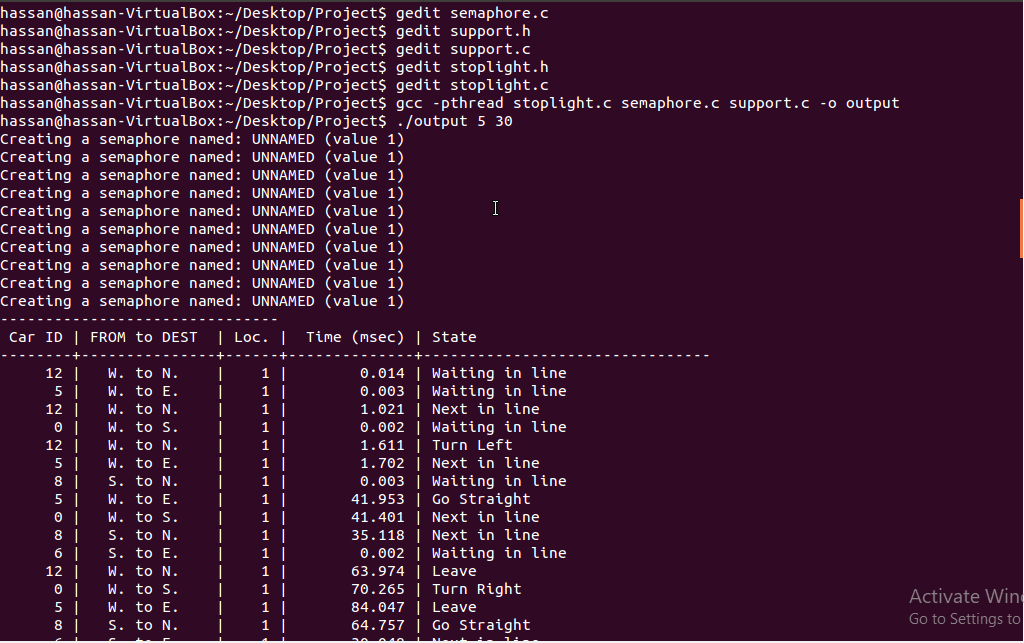 hassan@hassan-VirtualBox:~/Desktop/Project$ gedit semaphore.c
hassan@hassan-VirtualBox:~/Desktop/Project$ gedit support.h
hassan@hassan-VirtualBox:~/Desktop/Project$ gedit support.c
hassan@hassan-VirtualBox:~/Desktop/Project$ gedit stoplight.h
hassan@hassan-VirtualBox:~/Desktop/Project$ gedit stoplight.c
hassan@hassan-VirtualBox:~/Desktop/Project$ gcc -pthread stoplight.c semaphore.c support.c -o output
hassan@hassan-VirtualBox:~/Desktop/Project$ ./output 5 30
Creating a semaphore named: UNNAMED (value 1)
Creating a semaphore named: UNNAMED (value 1)
Creating a semaphore named: UNNAMED (value 1)
Creating a semaphore named: UNNAMED (value 1)
Creating a semaphore named: UNNAMED (value 1)
Creating a semaphore named: UNNAMED (value 1)
Creating a semaphore named: UNNAMED (value 1)
Creating a semaphore named: UNNAMED (value 1)
Creating a semaphore named: UNNAMED (value 1)
Creating a semaphore named: UNNAMED (value 1)
-------------------------------
 Car ID | FROM to DEST  | Loc. |  Time (msec) | State
--------+---------------+------+--------------+--------------------------------
     12 |   W. to N.    |    1 |        0.014 | Waiting in line
      5 |   W. to E.    |    1 |        0.003 | Waiting in line
     12 |   W. to N.    |    1 |        1.021 | Next in line
      0 |   W. to S.    |    1 |        0.002 | Waiting in line
     12 |   W. to N.    |    1 |        1.611 | Turn Left
      5 |   W. to E.    |    1 |        1.702 | Next in line
      8 |   S. to N.    |    1 |        0.003 | Waiting in line
      5 |   W. to E.    |    1 |       41.953 | Go Straight
      0 |   W. to S.    |    1 |       41.401 | Next in line
      8 |   S. to N.    |    1 |       35.118 | Next in line
      6 |   S. to E.    |    1 |        0.002 | Waiting in line
     12 |   W. to N.    |    1 |       63.974 | Leave
      0 |   W. to S.    |    1 |       70.265 | Turn Right
      5 |   W. to E.    |    1 |       84.047 | Leave
      8 |   S. to N.    |    1 |       64.757 | Go Straight
Activate Win
Go to Settings to